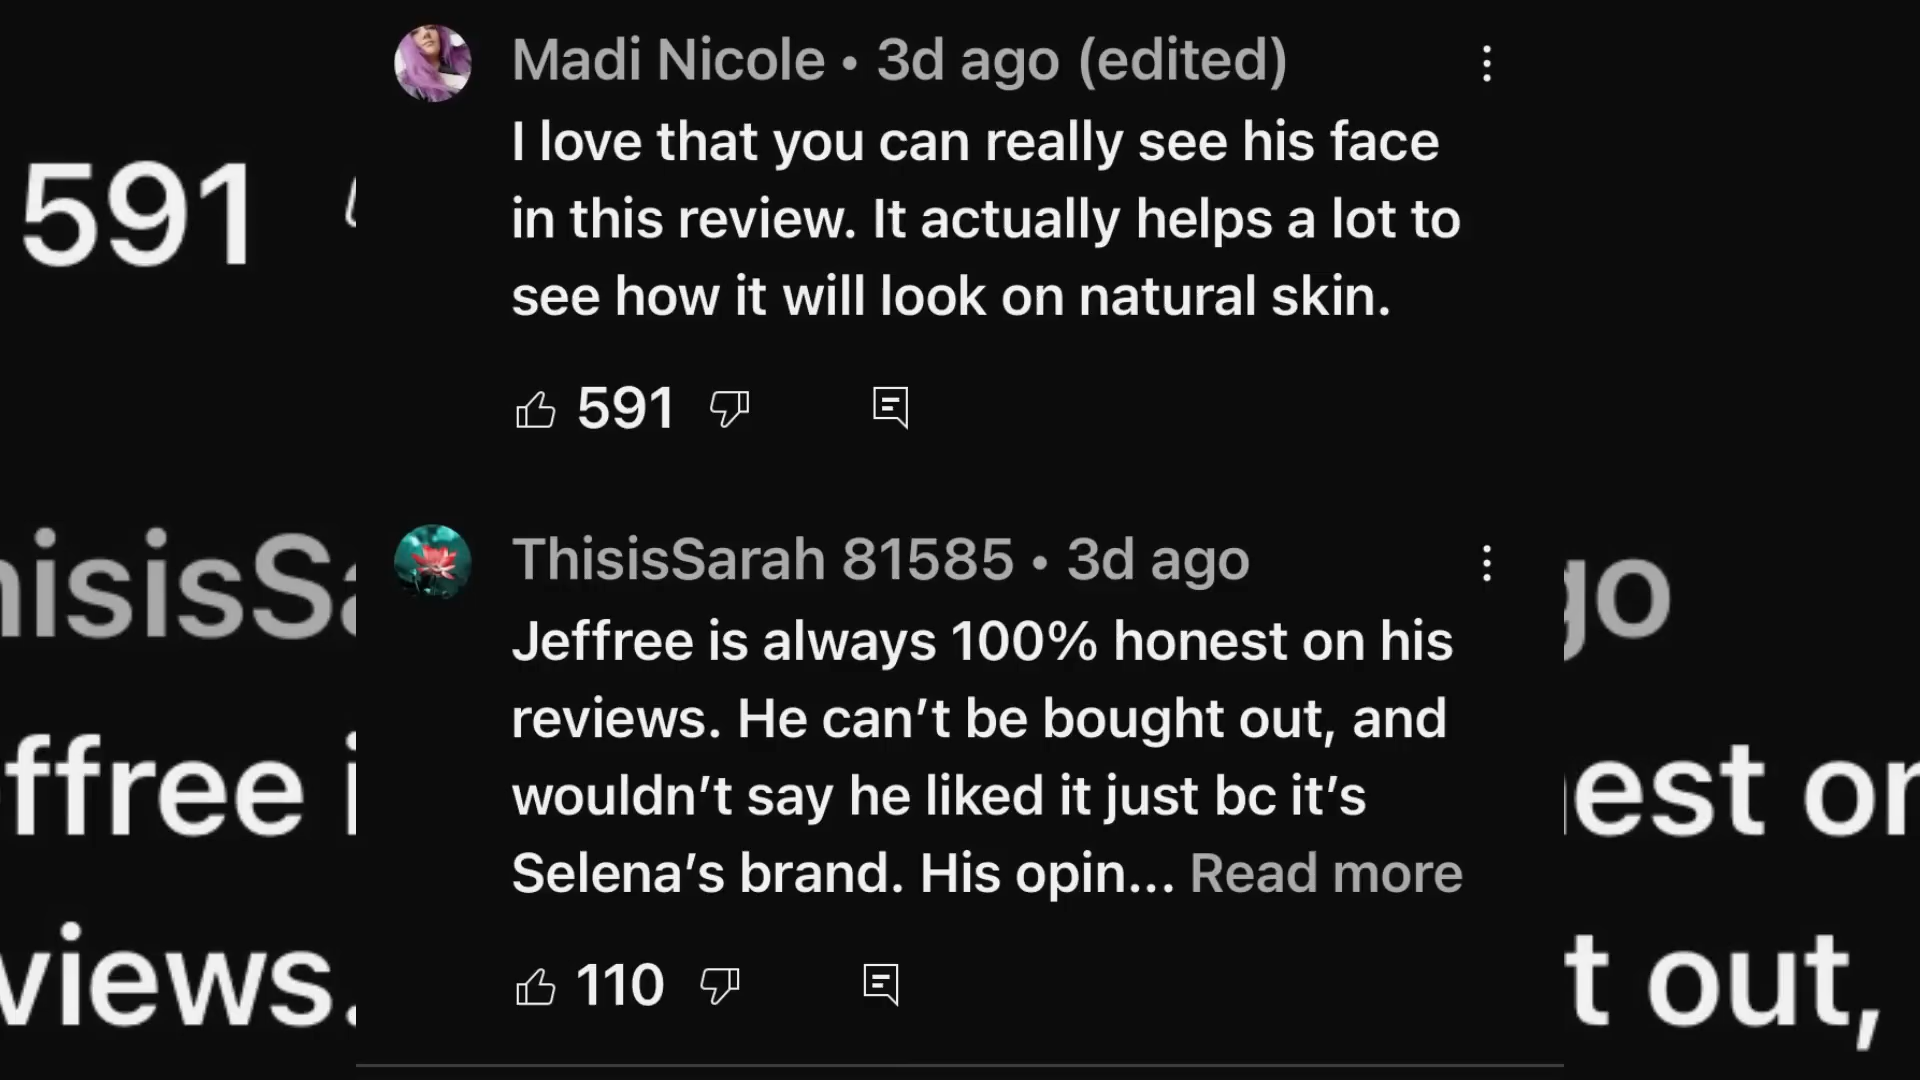 Madi Nicole • 3d ago (edited)
I love that you can really see his face
in this review. It actually helps a lot to
see how it will look on natural skin.
591
ThisisSarah 81585 • 3d ago
Jeffree is always 100% honest on his
reviews. He can’t be bought out, and
wouldn’t say he liked it just bc it’s
Selena’s brand. His opin... Read more
110
591